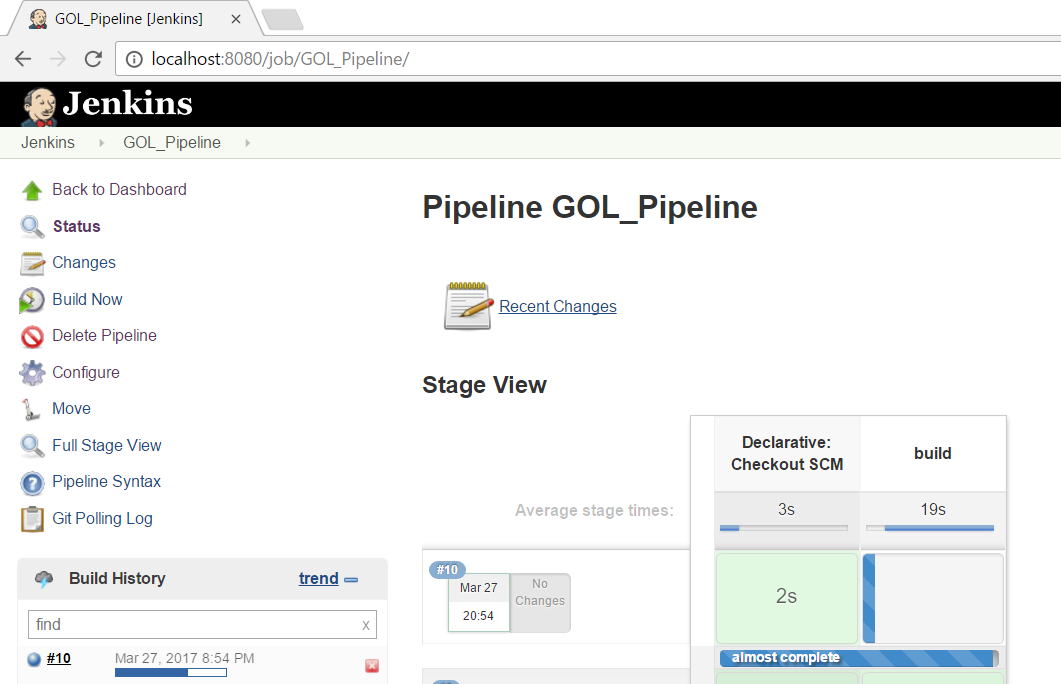 GOL_Pipeline [Jenkins]
localhost:8080/job/GOL_Pipeline/
Jenkins
Jenkins
GOL_Pipeline
Back to Dashboard
Status
Changes
Build Now
Delete Pipeline
Configure
Move
Full Stage View
Pipeline Syntax
Git Polling Log
Build History
trend
find
x
#10
Mar 27, 2017 8:54 PM
Pipeline GOL_Pipeline
Recent Changes
Stage View
Declarative:
Checkout SCM
build
Average stage times:
3s
19s
#10
Mar 27
20:54
No
Changes
2s
almost complete